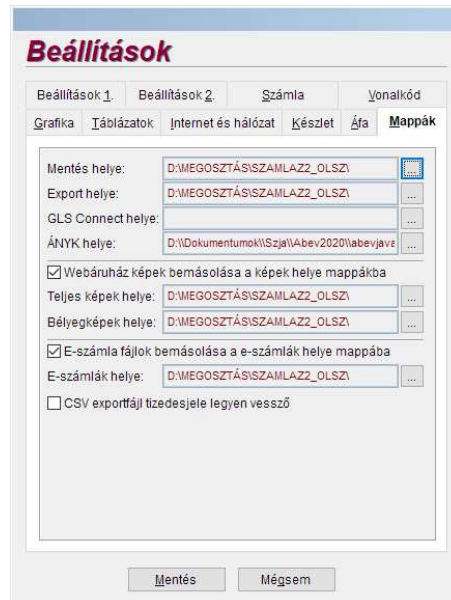 Beállítások
Beállítások 1. Beállítások 2. Számla Vonalkód
Grafika Táblázatok Internet és hálózat Készlet Áfa Mappák
Mentés helye: D:\MEGOSZTÁS\SZAMLAZ2_OLSZ\ ...
Export helye: D:\MEGOSZTÁS\SZAMLAZ2_OLSZ\ ...
GLS Connect helye: ...
ÁNYK helye: D:\\Dokumentumok\\Szja\\Abev2020\\abevjava ...
Webáruház képek bemásolása a képek helye mappákba
Teljes képek helye: D:\MEGOSZTÁS\SZAMLAZ2_OLSZ\ ...
Bélyegképek helye: D:\MEGOSZTÁS\SZAMLAZ2_OLSZ\ ...
E-számla fájlok bemásolása a e-számlák helye mappába
E-számlák helye: D:\MEGOSZTÁS\SZAMLAZ2_OLSZ\ ...
CSV exportfájl tizedesjele legyen vessző
Mentés Mégsem